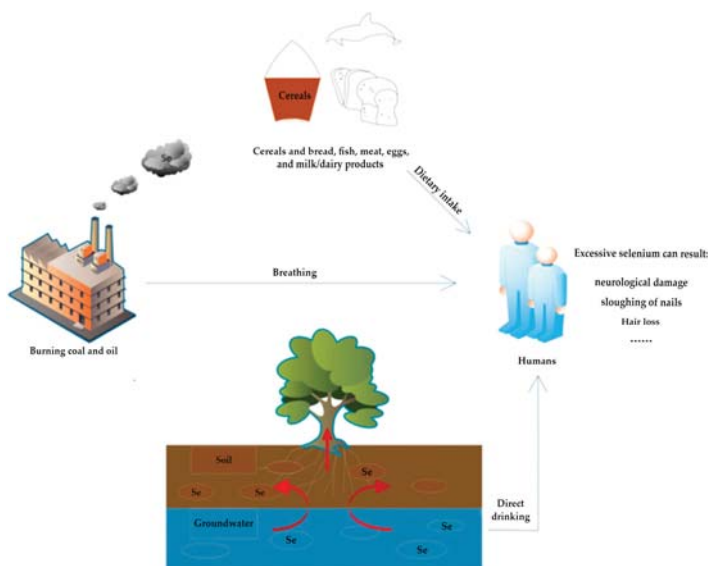 Cereals
Cereals and bread, fish, meat, eggs,
and milk/dairy products
Se
Dietary intake
Breathing
Burning coal and oil
Excessive selenium can result:
neurological damage
sloughing of nails
Hair loss
......
Humans
Soil
Se
Se
Se
Groundwater
Se
Se
Se
Direct
drinking